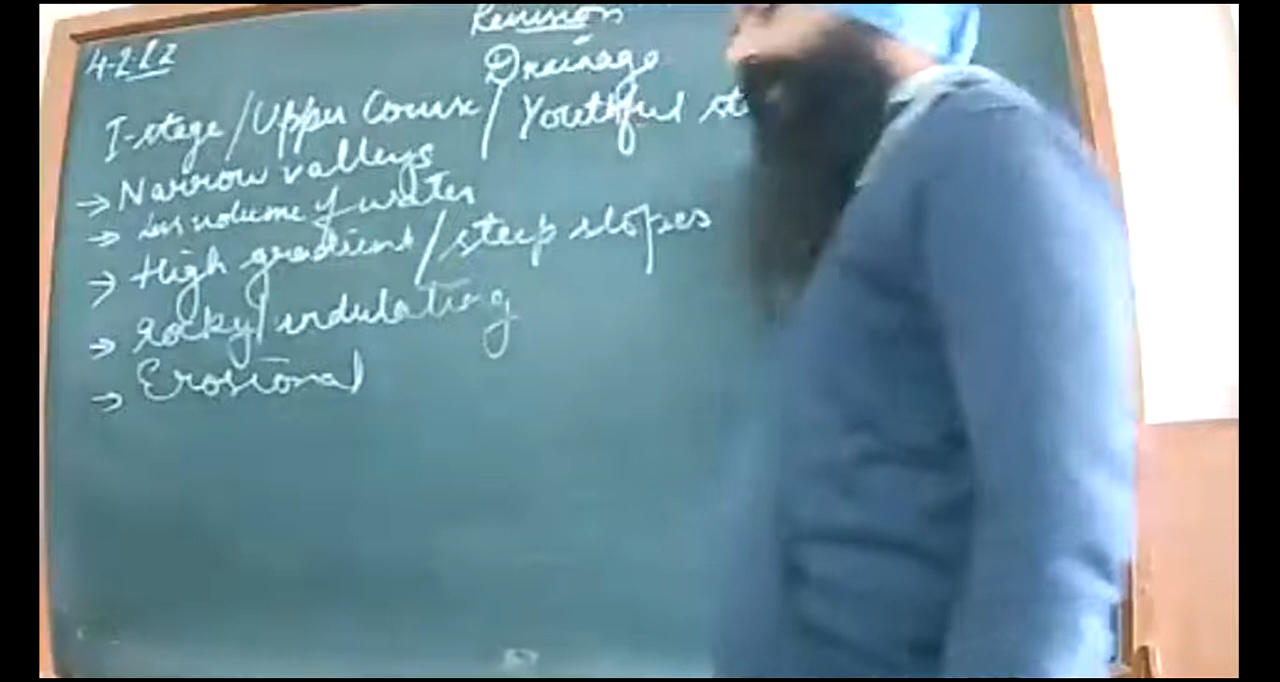 Revision
4-2-22
Drainage
I-stage/Upper Course/Youthful st
→ Narrow valleys
→ Less volume of water
→ High gradient/steep slopes
→ Rocky/undulating
→ Erosional